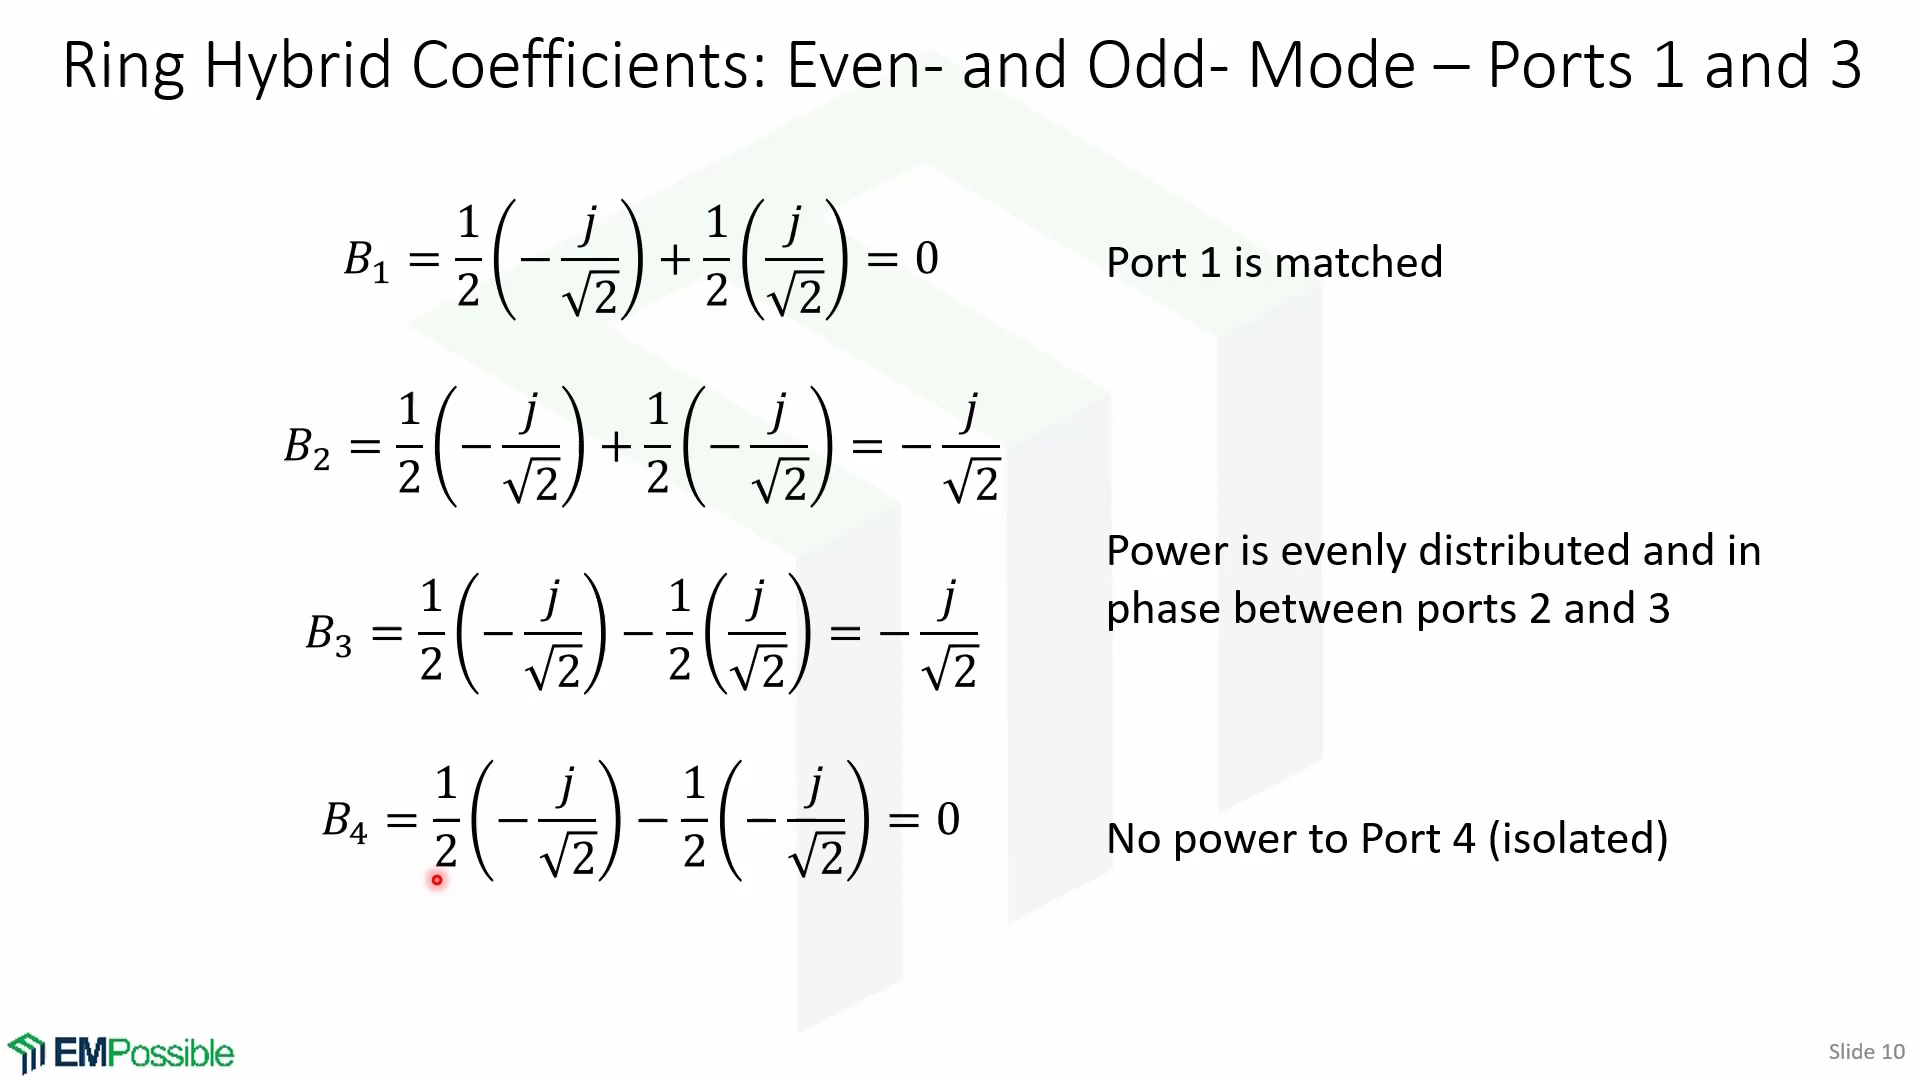 Ring Hybrid Coefficients: Even- and Odd- Mode – Ports 1 and 3
B₁ = 1/2 (−j/√2) + 1/2 (j/√2) = 0
Port 1 is matched
B₂ = 1/2 (−j/√2) + 1/2 (−j/√2) = −j/√2
Power is evenly distributed and in
phase between ports 2 and 3
B₃ = 1/2 (−j/√2) − 1/2 (j/√2) = −j/√2
B₄ = 1/2 (−j/√2) − 1/2 (−j/√2) = 0
No power to Port 4 (isolated)
EMPossible
Slide 10